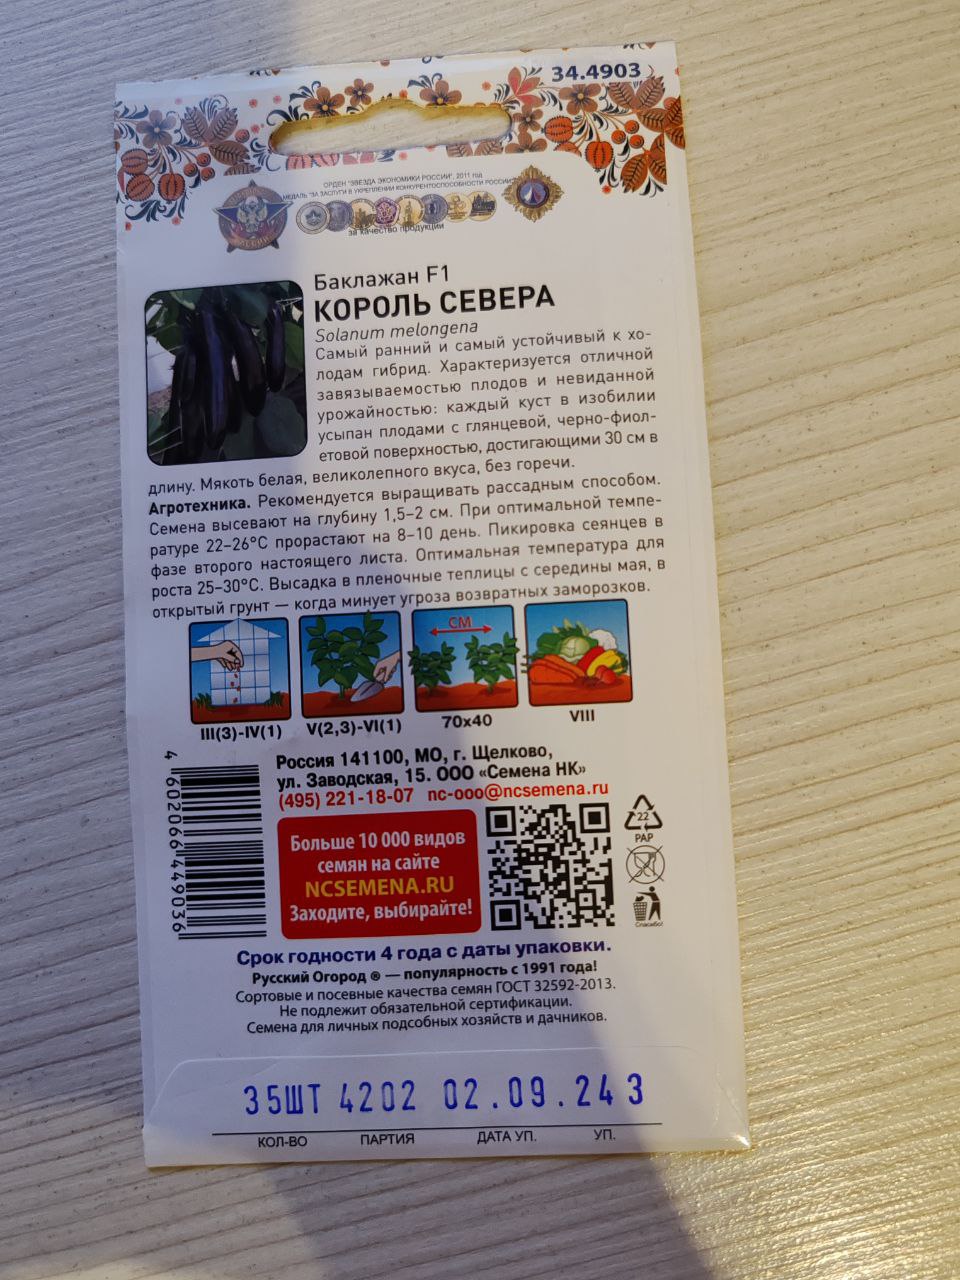 34.4903
ОРДЕН "ЗВЕЗДА ЭКОНОМИКИ РОССИИ", 2011 год
МЕДАЛЬ "ЗА ЗАСЛУГИ В УКРЕПЛЕНИИ КОНКУРЕНТОСПОСОБНОСТИ РОССИИ"
за качество продукции
Баклажан F1
КОРОЛЬ СЕВЕРА
Solanum melongena
Самый ранний и самый устойчивый к хо-
лодам гибрид. Характеризуется отличной
завязываемостью плодов и невиданной
урожайностью: каждый куст в изобилии
усыпан плодами с глянцевой, черно-фиол-
етовой поверхностью, достигающими 30 см в
длину. Мякоть белая, великолепного вкуса, без горечи.
Агротехника. Рекомендуется выращивать рассадным способом.
Семена высевают на глубину 1,5–2 см. При оптимальной темпе-
ратуре 22–26°С прорастают на 8–10 день. Пикировка сеянцев в
фазе второго настоящего листа. Оптимальная температура для
роста 25–30°С. Высадка в пленочные теплицы с середины мая, в
открытый грунт — когда минует угроза возвратных заморозков.
СМ
III(3)-IV(1) V(2,3)-VI(1) 70x40 VIII
Россия 141100, МО, г. Щелково,
ул. Заводская, 15. ООО «Семена НК»
(495) 221-18-07 nc-ooo@ncsemena.ru
4 602066 449036
Больше 10 000 видов
семян на сайте
NCSEMENA.RU
Заходите, выбирайте!
22
PAP
Спасибо!
Срок годности 4 года с даты упаковки.
Русский Огород ® — популярность с 1991 года!
Сортовые и посевные качества семян ГОСТ 32592-2013.
Не подлежит обязательной сертификации.
Семена для личных подсобных хозяйств и дачников.
35ШТ 4202 02.09.24 3
КОЛ-ВО ПАРТИЯ ДАТА УП. УП.